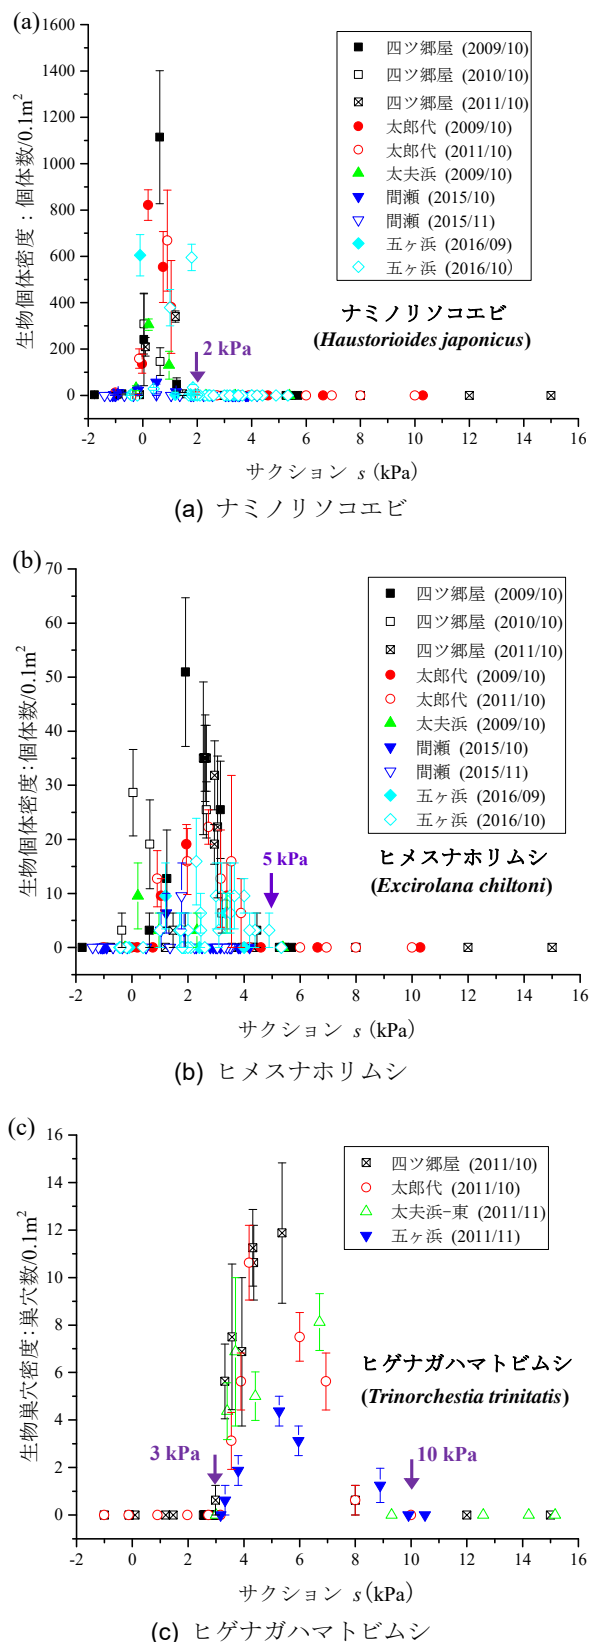 (a)
1600
1400
1200
1000
800
600
400
200
0
-2 0 2 4 6 8 10 12 14 16
生物個体密度：個体数/0.1m²
サクション s (kPa)
四ツ郷屋 (2009/10)
四ツ郷屋 (2010/10)
四ツ郷屋 (2011/10)
太郎代 (2009/10)
太郎代 (2011/10)
太夫浜 (2009/10)
間瀬 (2015/10)
間瀬 (2015/11)
五ヶ浜 (2016/09)
五ヶ浜 (2016/10)
ナミノリソコエビ
(Haustorioides japonicus)
2 kPa
(a) ナミノリソコエビ
(b)
70
60
50
40
30
20
10
0
-2 0 2 4 6 8 10 12 14 16
生物個体密度：個体数/0.1m²
サクション s (kPa)
四ツ郷屋 (2009/10)
四ツ郷屋 (2010/10)
四ツ郷屋 (2011/10)
太郎代 (2009/10)
太郎代 (2011/10)
太夫浜 (2009/10)
間瀬 (2015/10)
間瀬 (2015/11)
五ヶ浜 (2016/09)
五ヶ浜 (2016/10)
5 kPa
ヒメスナホリムシ
(Excirolana chiltoni)
(b) ヒメスナホリムシ
(c)
16
14
12
10
8
6
4
2
0
-2 0 2 4 6 8 10 12 14 16
生物巣穴密度：巣穴数/0.1m²
サクション s (kPa)
四ツ郷屋 (2011/10)
太郎代 (2011/10)
太夫浜-東 (2011/11)
五ヶ浜 (2011/11)
ヒゲナガハマトビムシ
(Trinorchestia trinitatis)
3 kPa
10 kPa
(c) ヒゲナガハマトビムシ